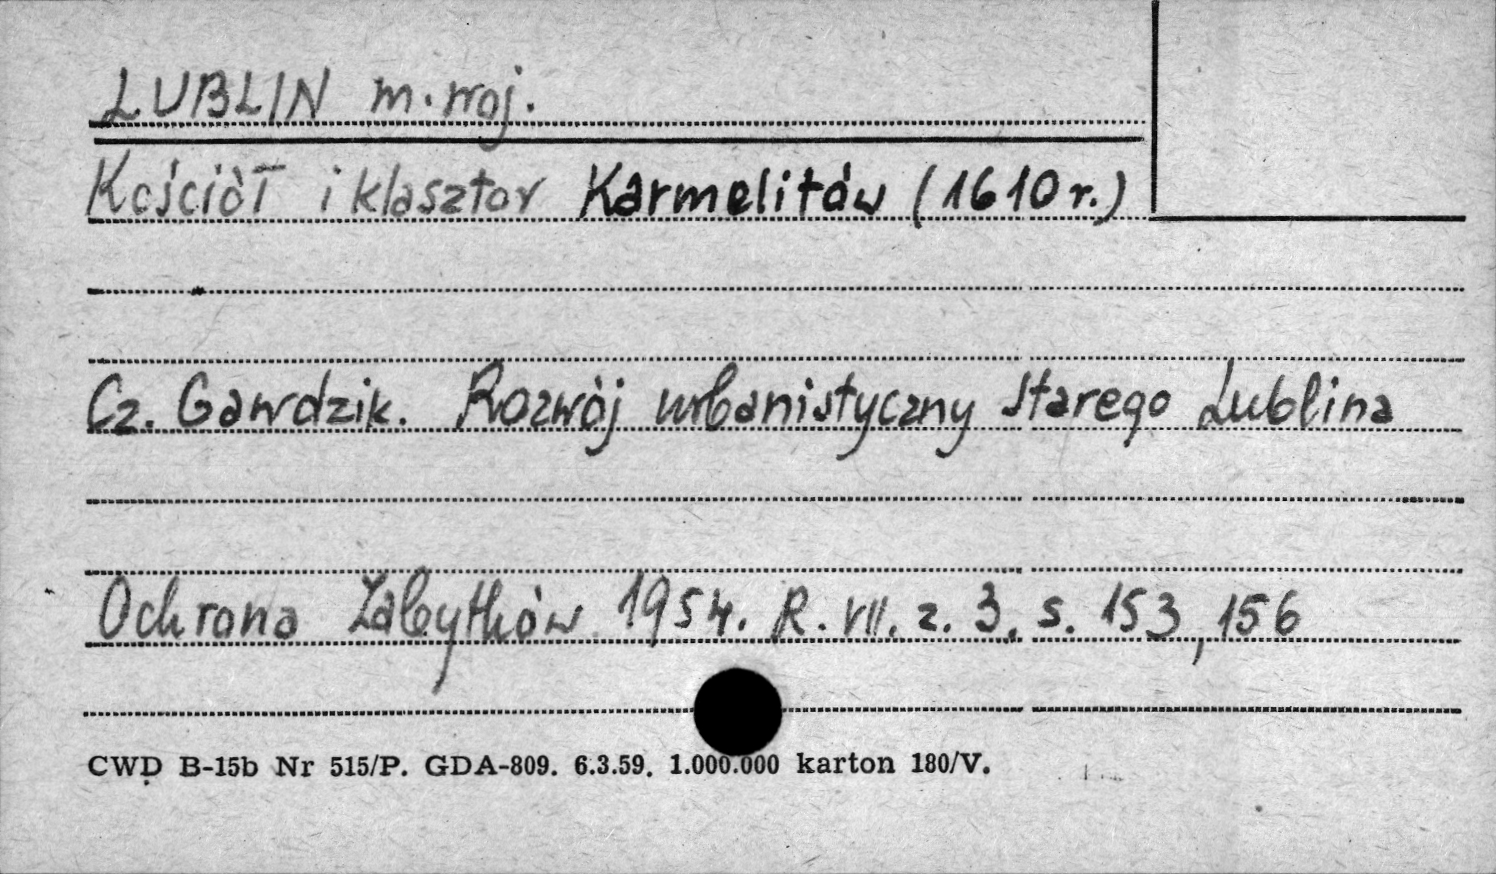 LUBLIN m. woj.
Kościół i klasztor Karmelitów (1610 r.)
Cz. Gawdzik. Rozwój urbanistyczny Starego Lublina
Ochrona Zabytków 1954. R. VII. z. 3. s. 153, 156
CWD B-15b Nr 515/P. GDA-809. 6.3.59. 1.000.000 karton 180/V.